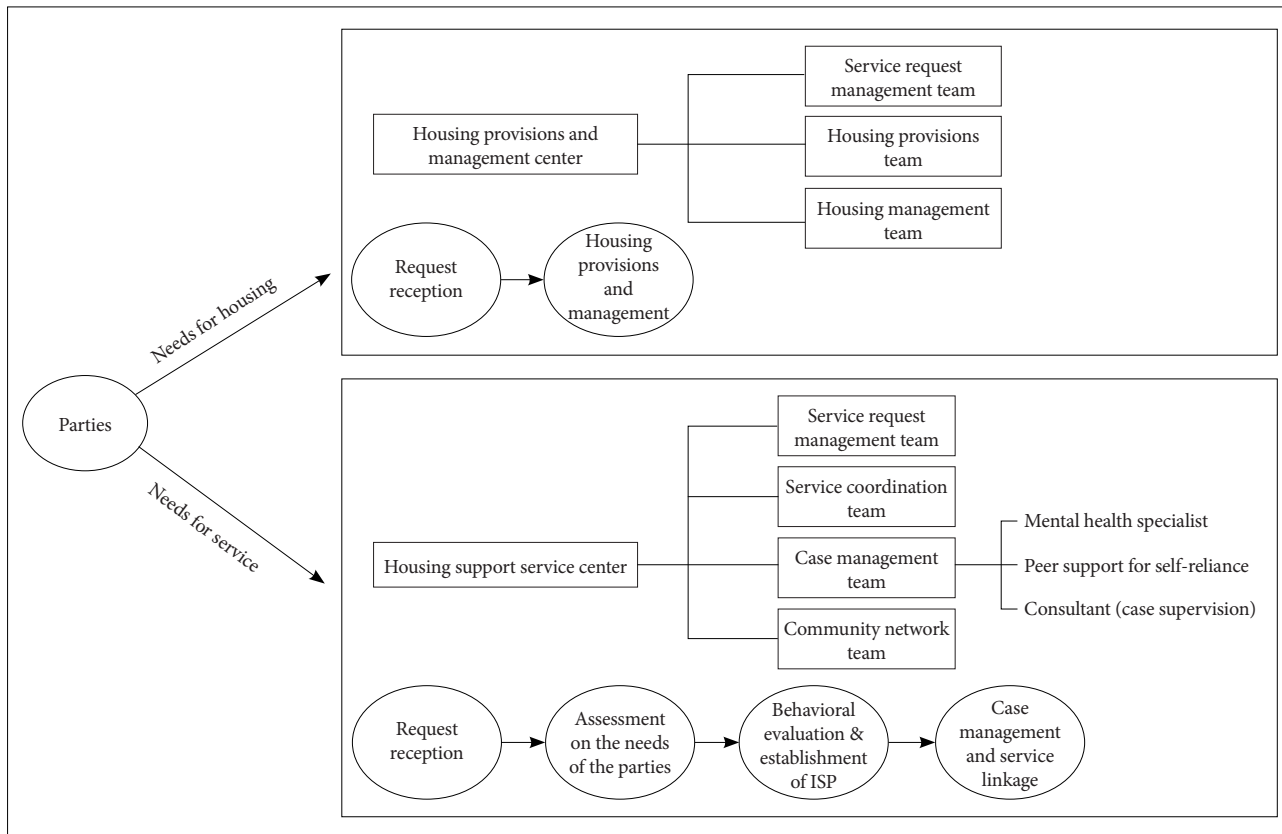 Service request
management team
Housing provisions and
management center
Housing provisions
team
Housing management
team
Request
reception
Housing
provisions
and
management
Needs for housing
Parties
Needs for service
Service request
management team
Service coordination
team
Housing support service center
Case management
team
Community network
team
Mental health specialist
Peer support for self-reliance
Consultant (case supervision)
Request
reception
Assessment
on the needs
of the parties
Behavioral
evaluation &
establishment
of ISP
Case
management
and service
linkage